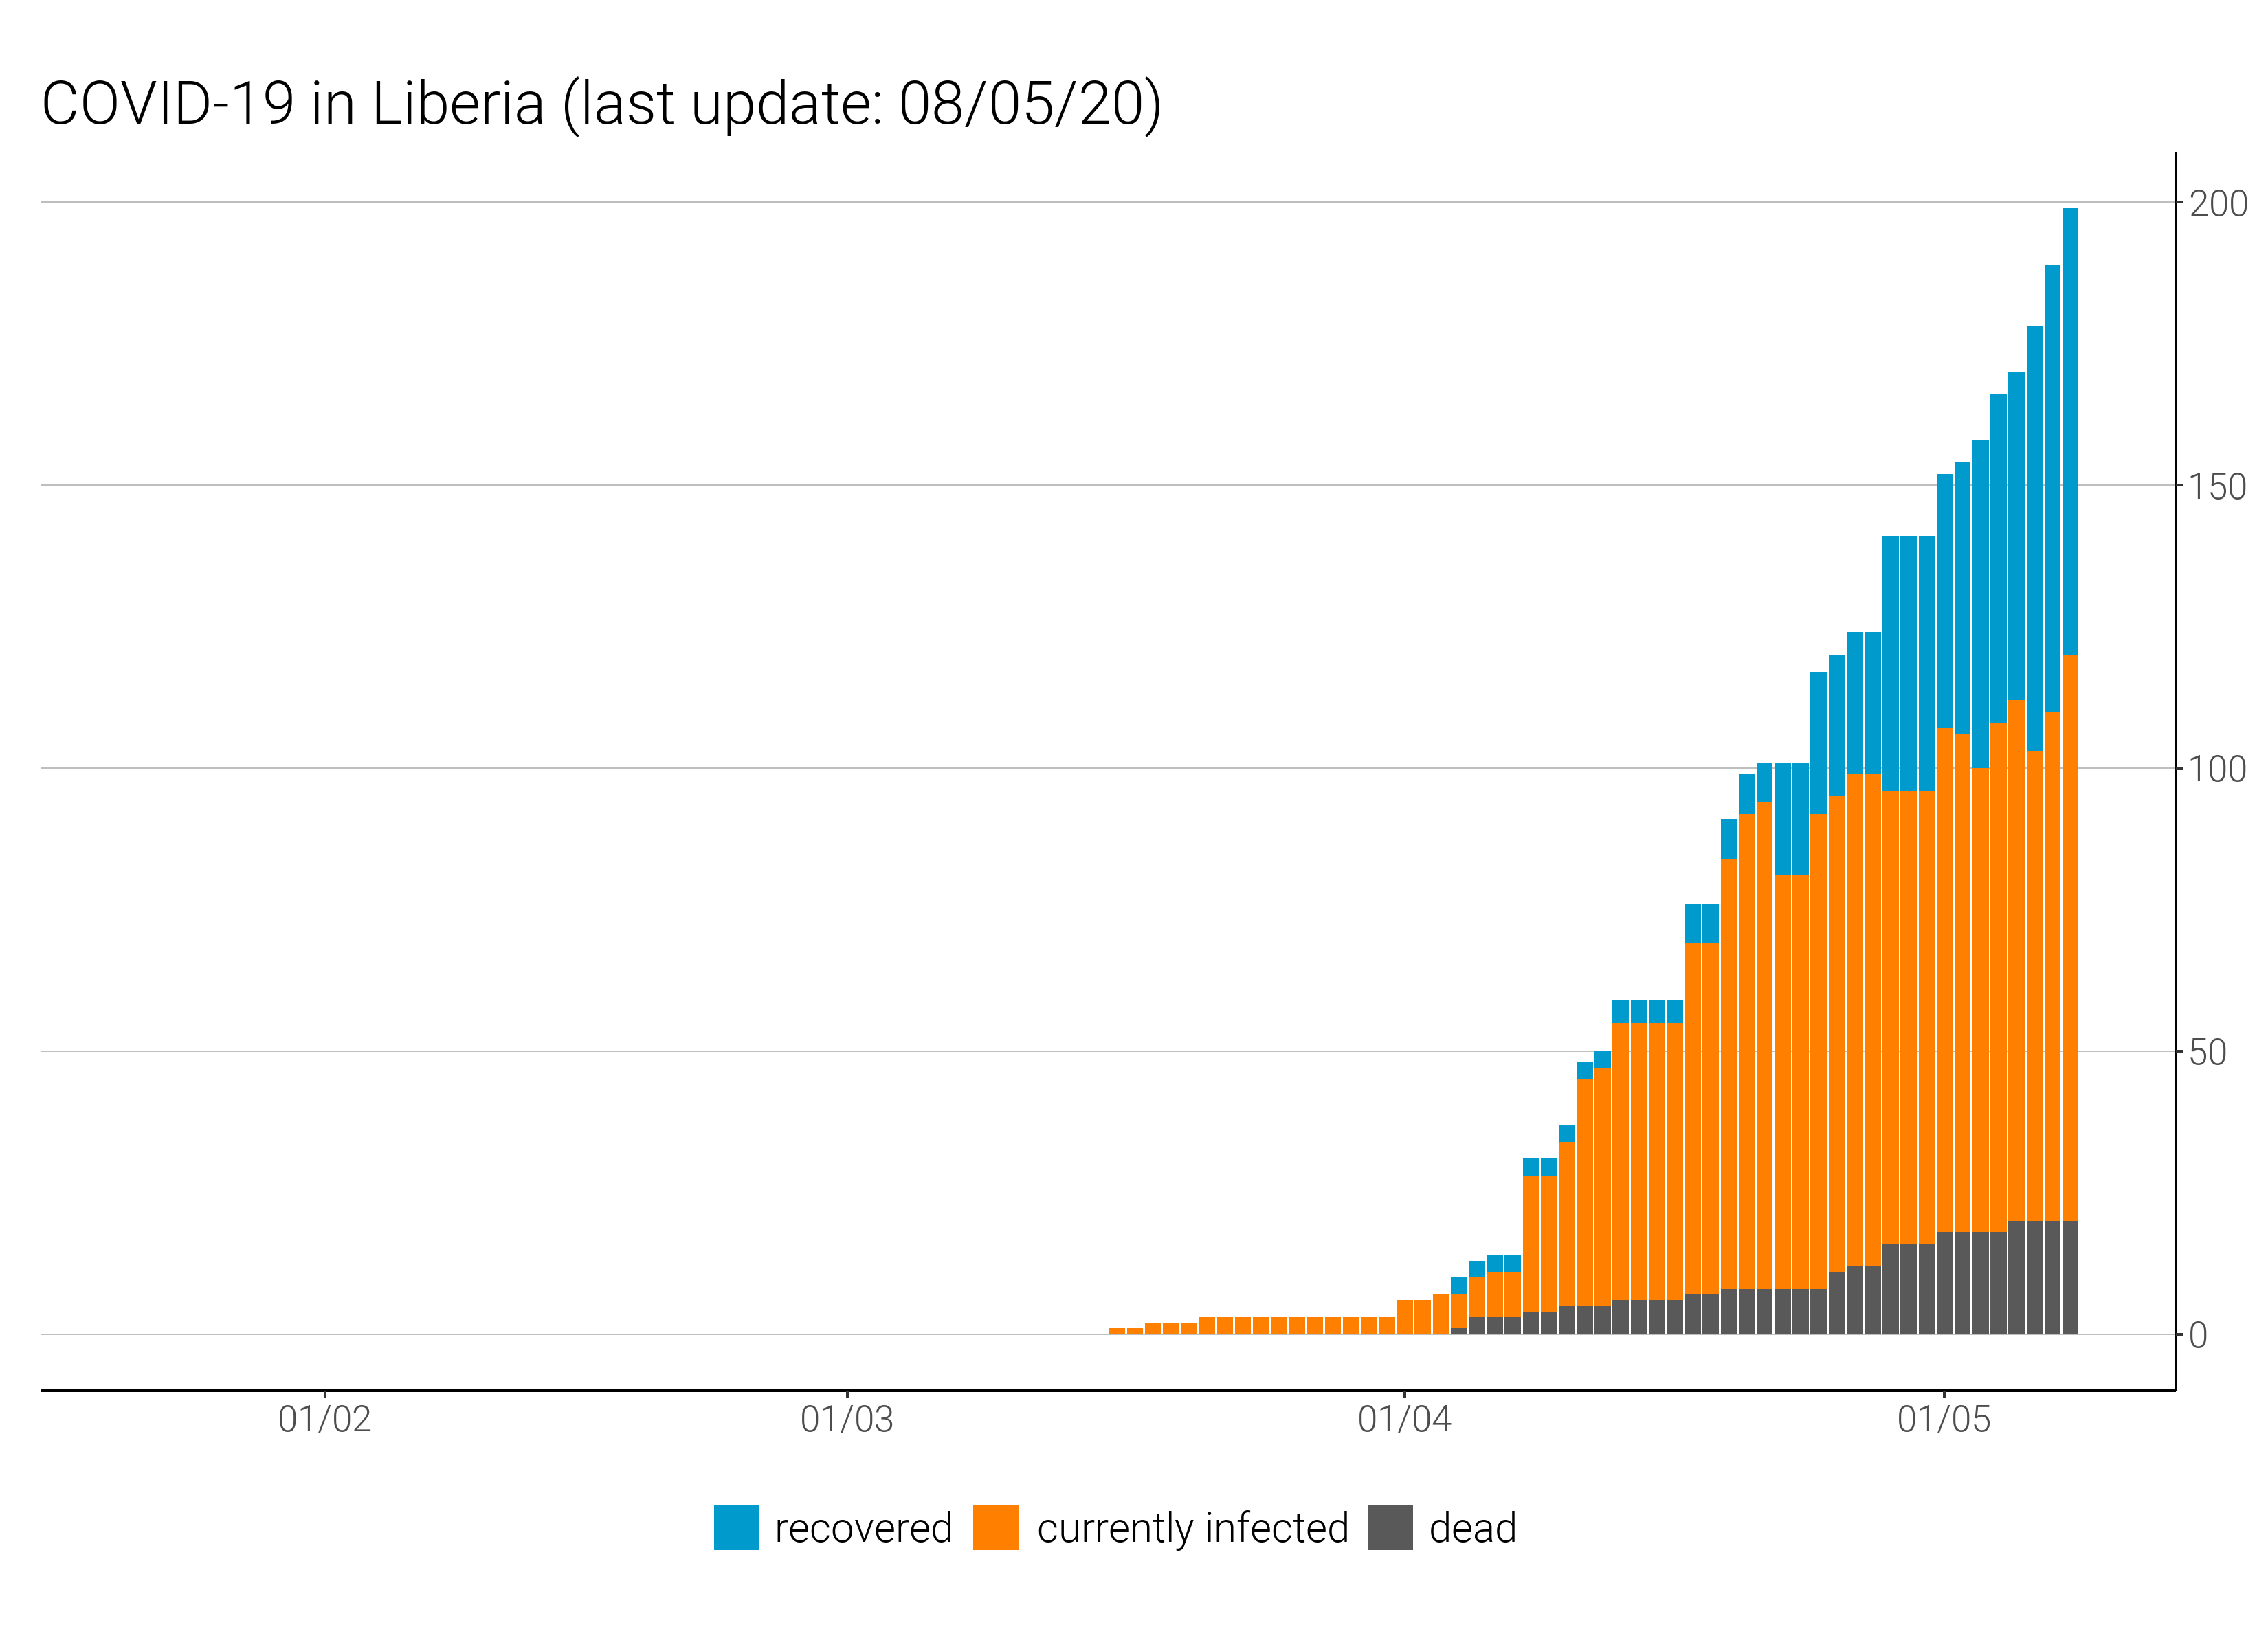 COVID-19 in Liberia (last update: 08/05/20)
200
150
100
50
0
01/02 01/03 01/04 01/05
recovered currently infected dead